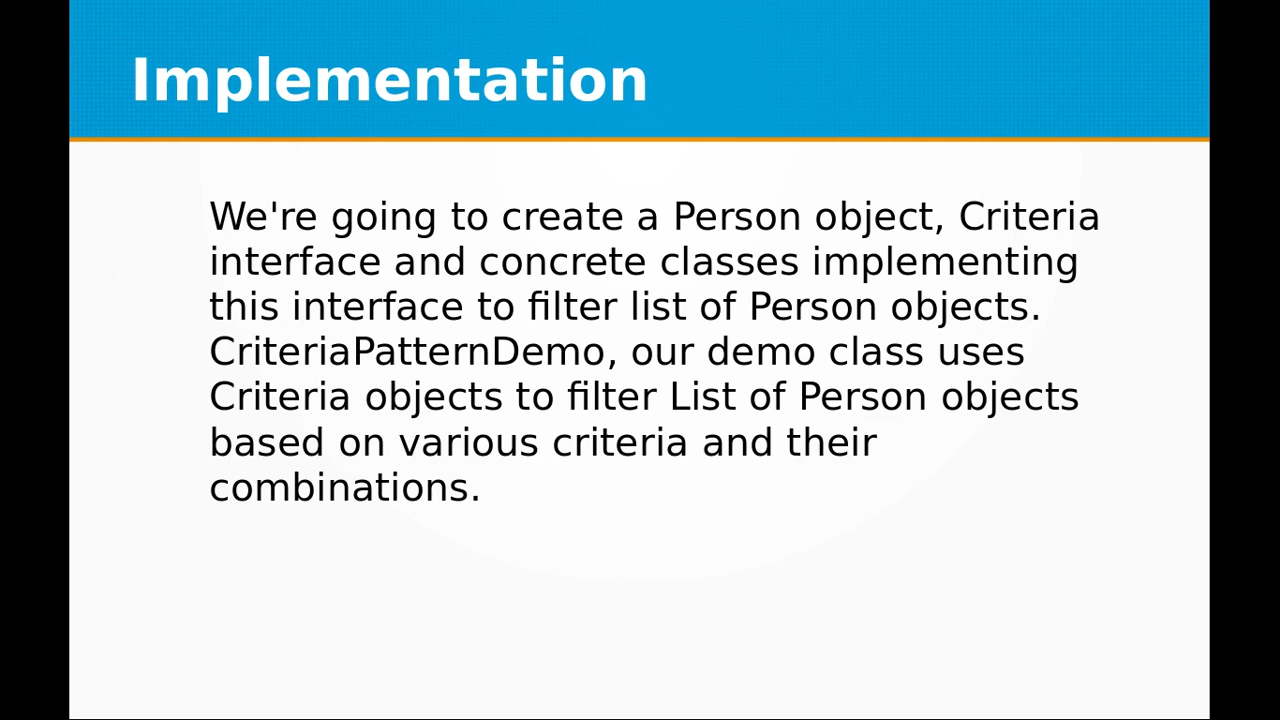 Implementation
We're going to create a Person object, Criteria
interface and concrete classes implementing
this interface to filter list of Person objects.
CriteriaPatternDemo, our demo class uses
Criteria objects to filter List of Person objects
based on various criteria and their
combinations.